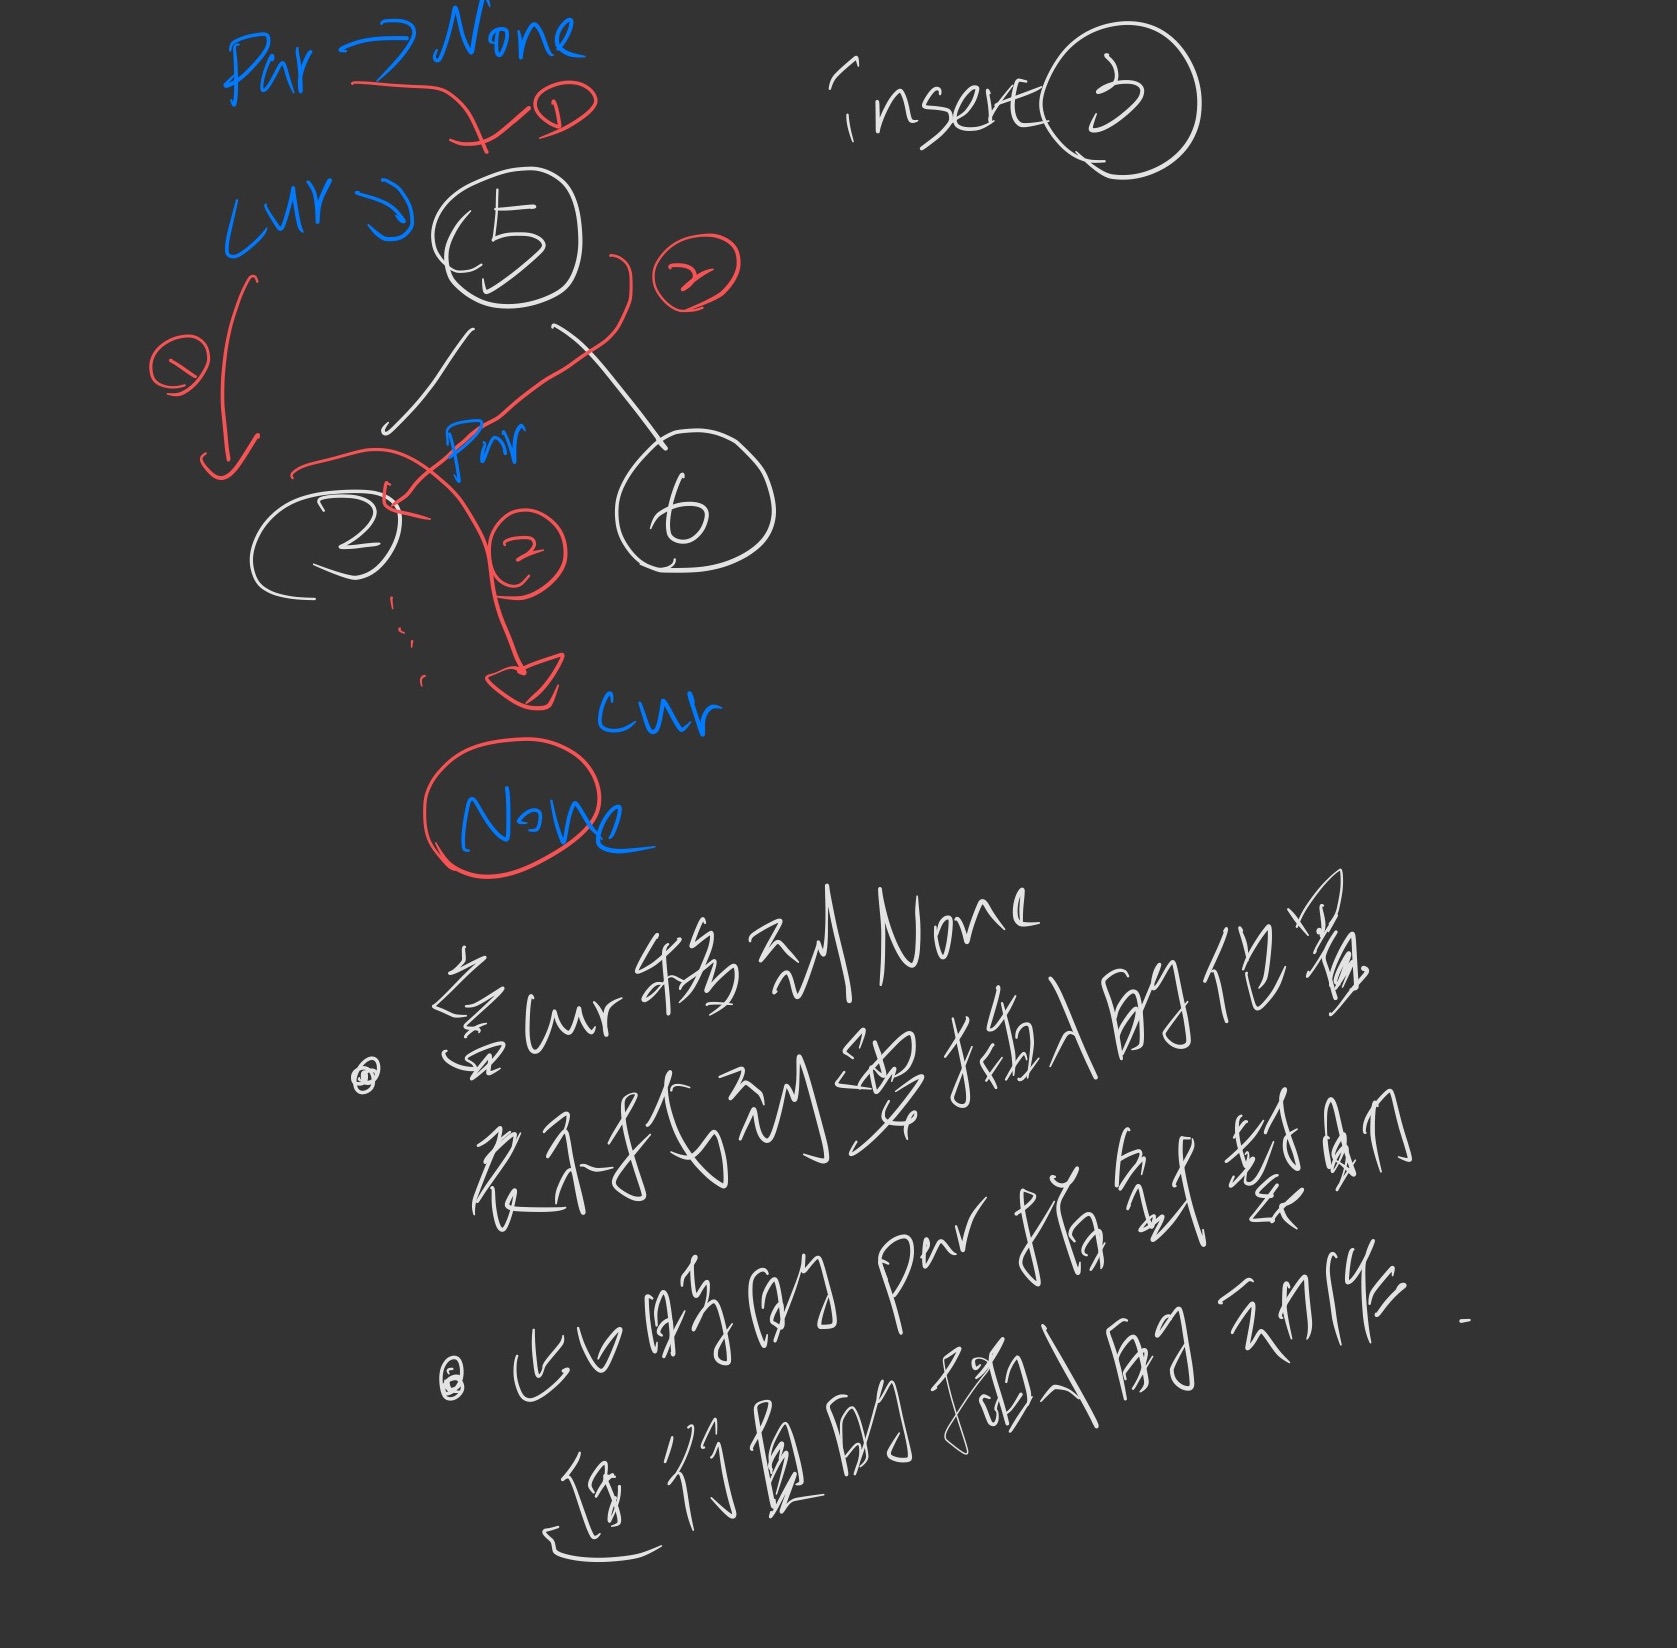 Par → None
insert ③
①
cur →
5
②
①
Par
2
6
②
cur
None
• 當cur移到None
表示找到要插入的位置
• 此時的par指針幫助
進行真的插入的动作.